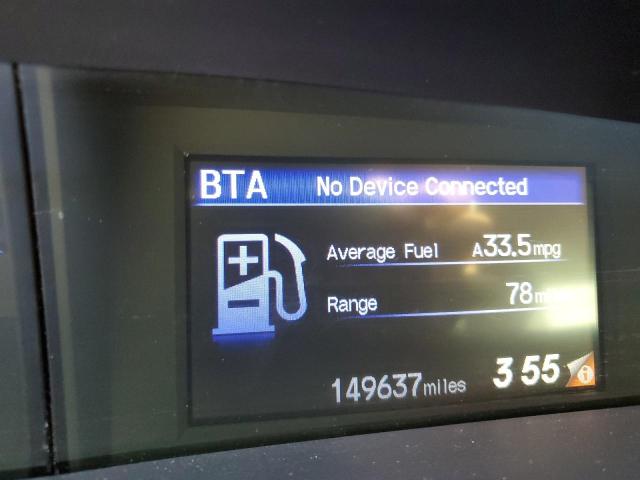 BTA No Device Connected
Average Fuel A33.5mpg
Range 78
149637miles 3 55